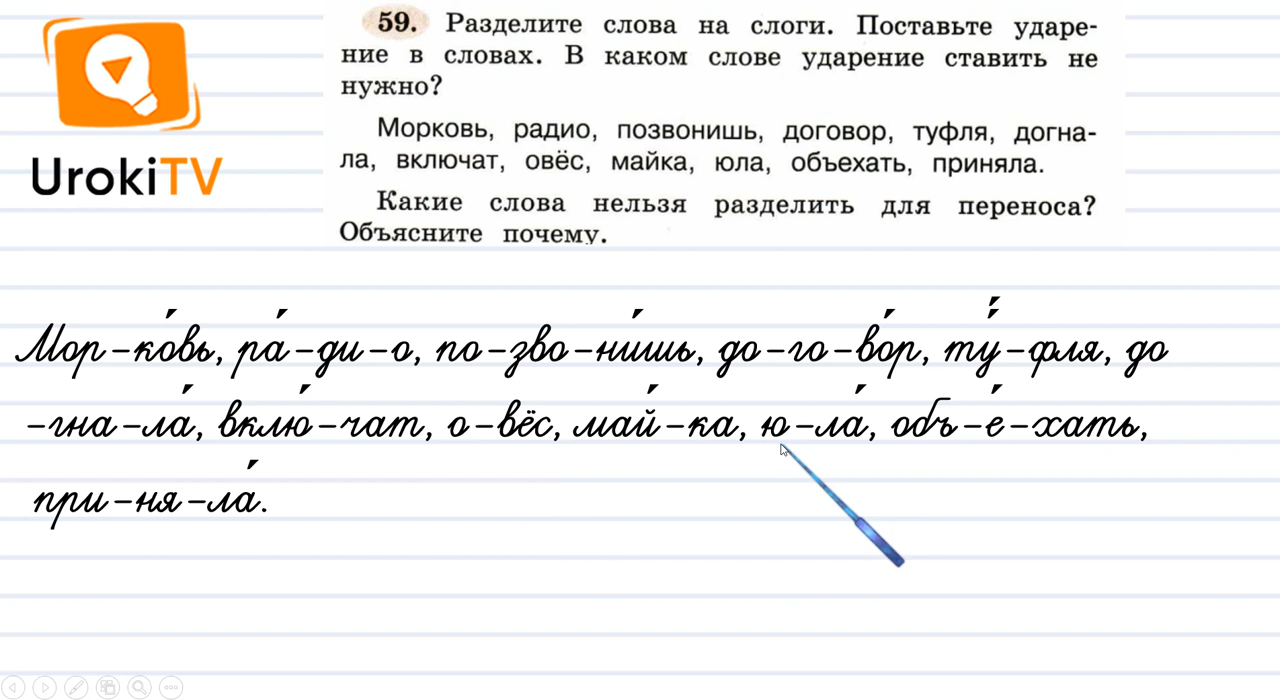 UrokiTV
59. Разделите слова на слоги. Поставьте ударе-
ние в словах. В каком слове ударение ставить не
нужно?
Морковь, радио, позвонишь, договор, туфля, догна-
ла, включат, овёс, майка, юла, объехать, приняла.
Какие слова нельзя разделить для переноса?
Объясните почему.
Мор-ко́вь, ра́-ди-о, по-зво-ни́шь, до-го-во́р, ту́-фля, до
-гна-ла́, вклю́-чат, о-вёс, ма́й-ка, ю-ла́, объ-е́-хать,
при-ня-ла́.